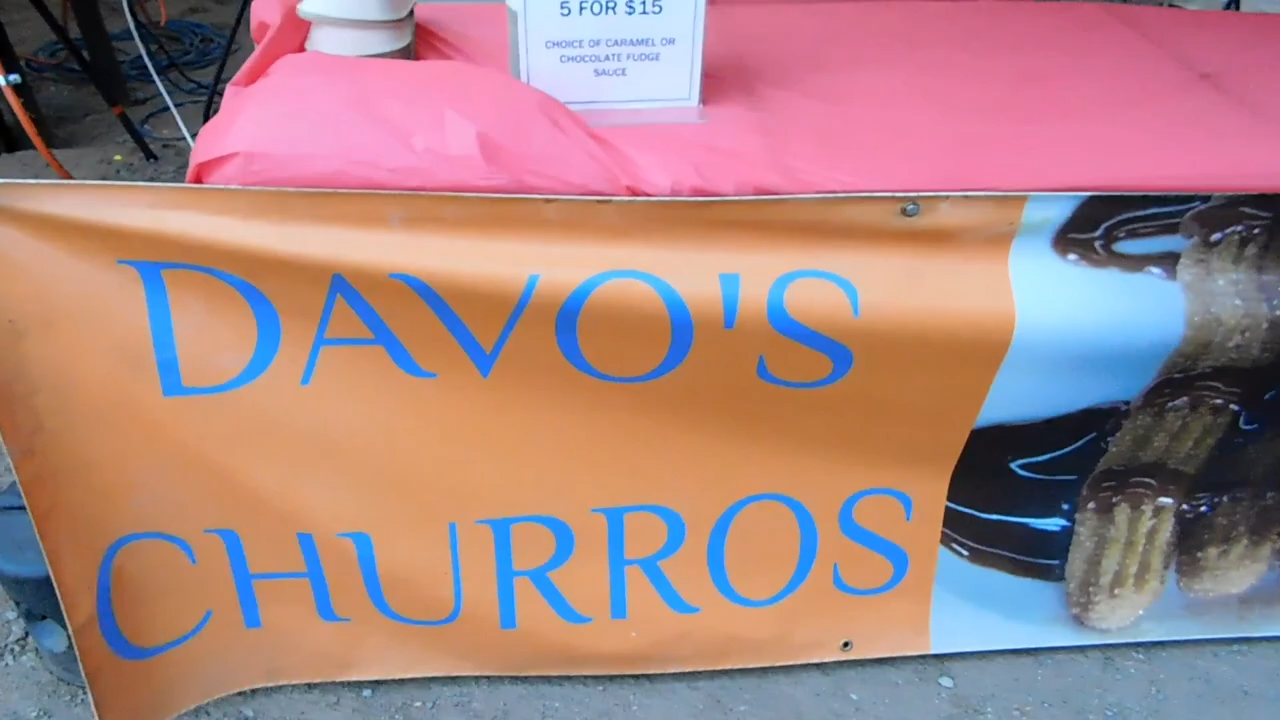 5 FOR $15
CHOICE OF CARAMEL OR
CHOCOLATE FUDGE
SAUCE
DAVO'S
CHURROS